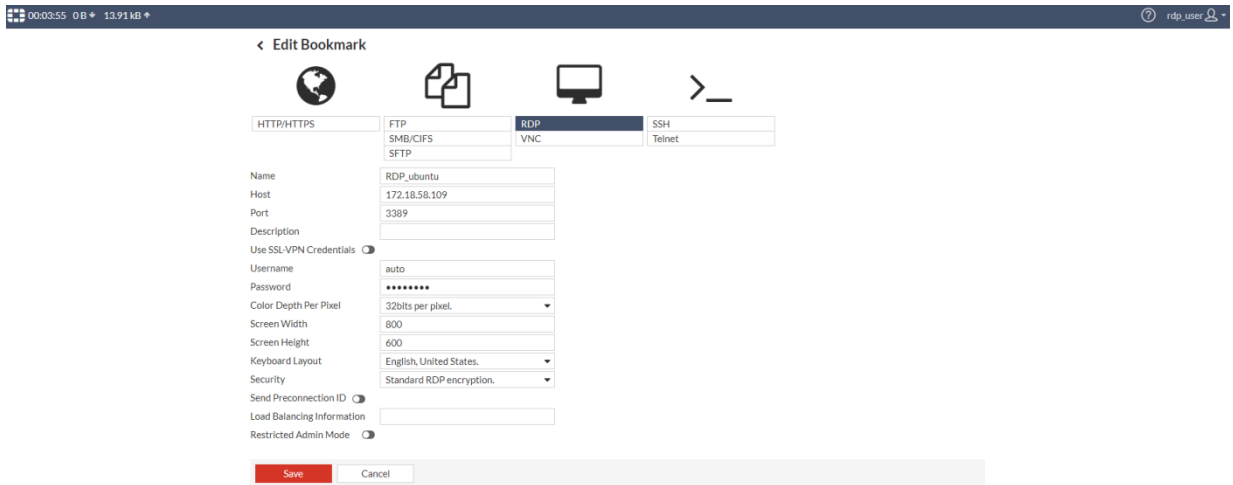 00:03:55 0 B 13.91 kB rdp_user
Edit Bookmark
HTTP/HTTPS FTP RDP SSH
SMB/CIFS VNC Telnet
SFTP
Name RDP_ubuntu
Host 172.18.58.109
Port 3389
Description
Use SSL-VPN Credentials
Username auto
Password ••••••••
Color Depth Per Pixel 32bits per pixel.
Screen Width 800
Screen Height 600
Keyboard Layout English, United States.
Security Standard RDP encryption.
Send Preconnection ID
Load Balancing Information
Restricted Admin Mode
Save Cancel